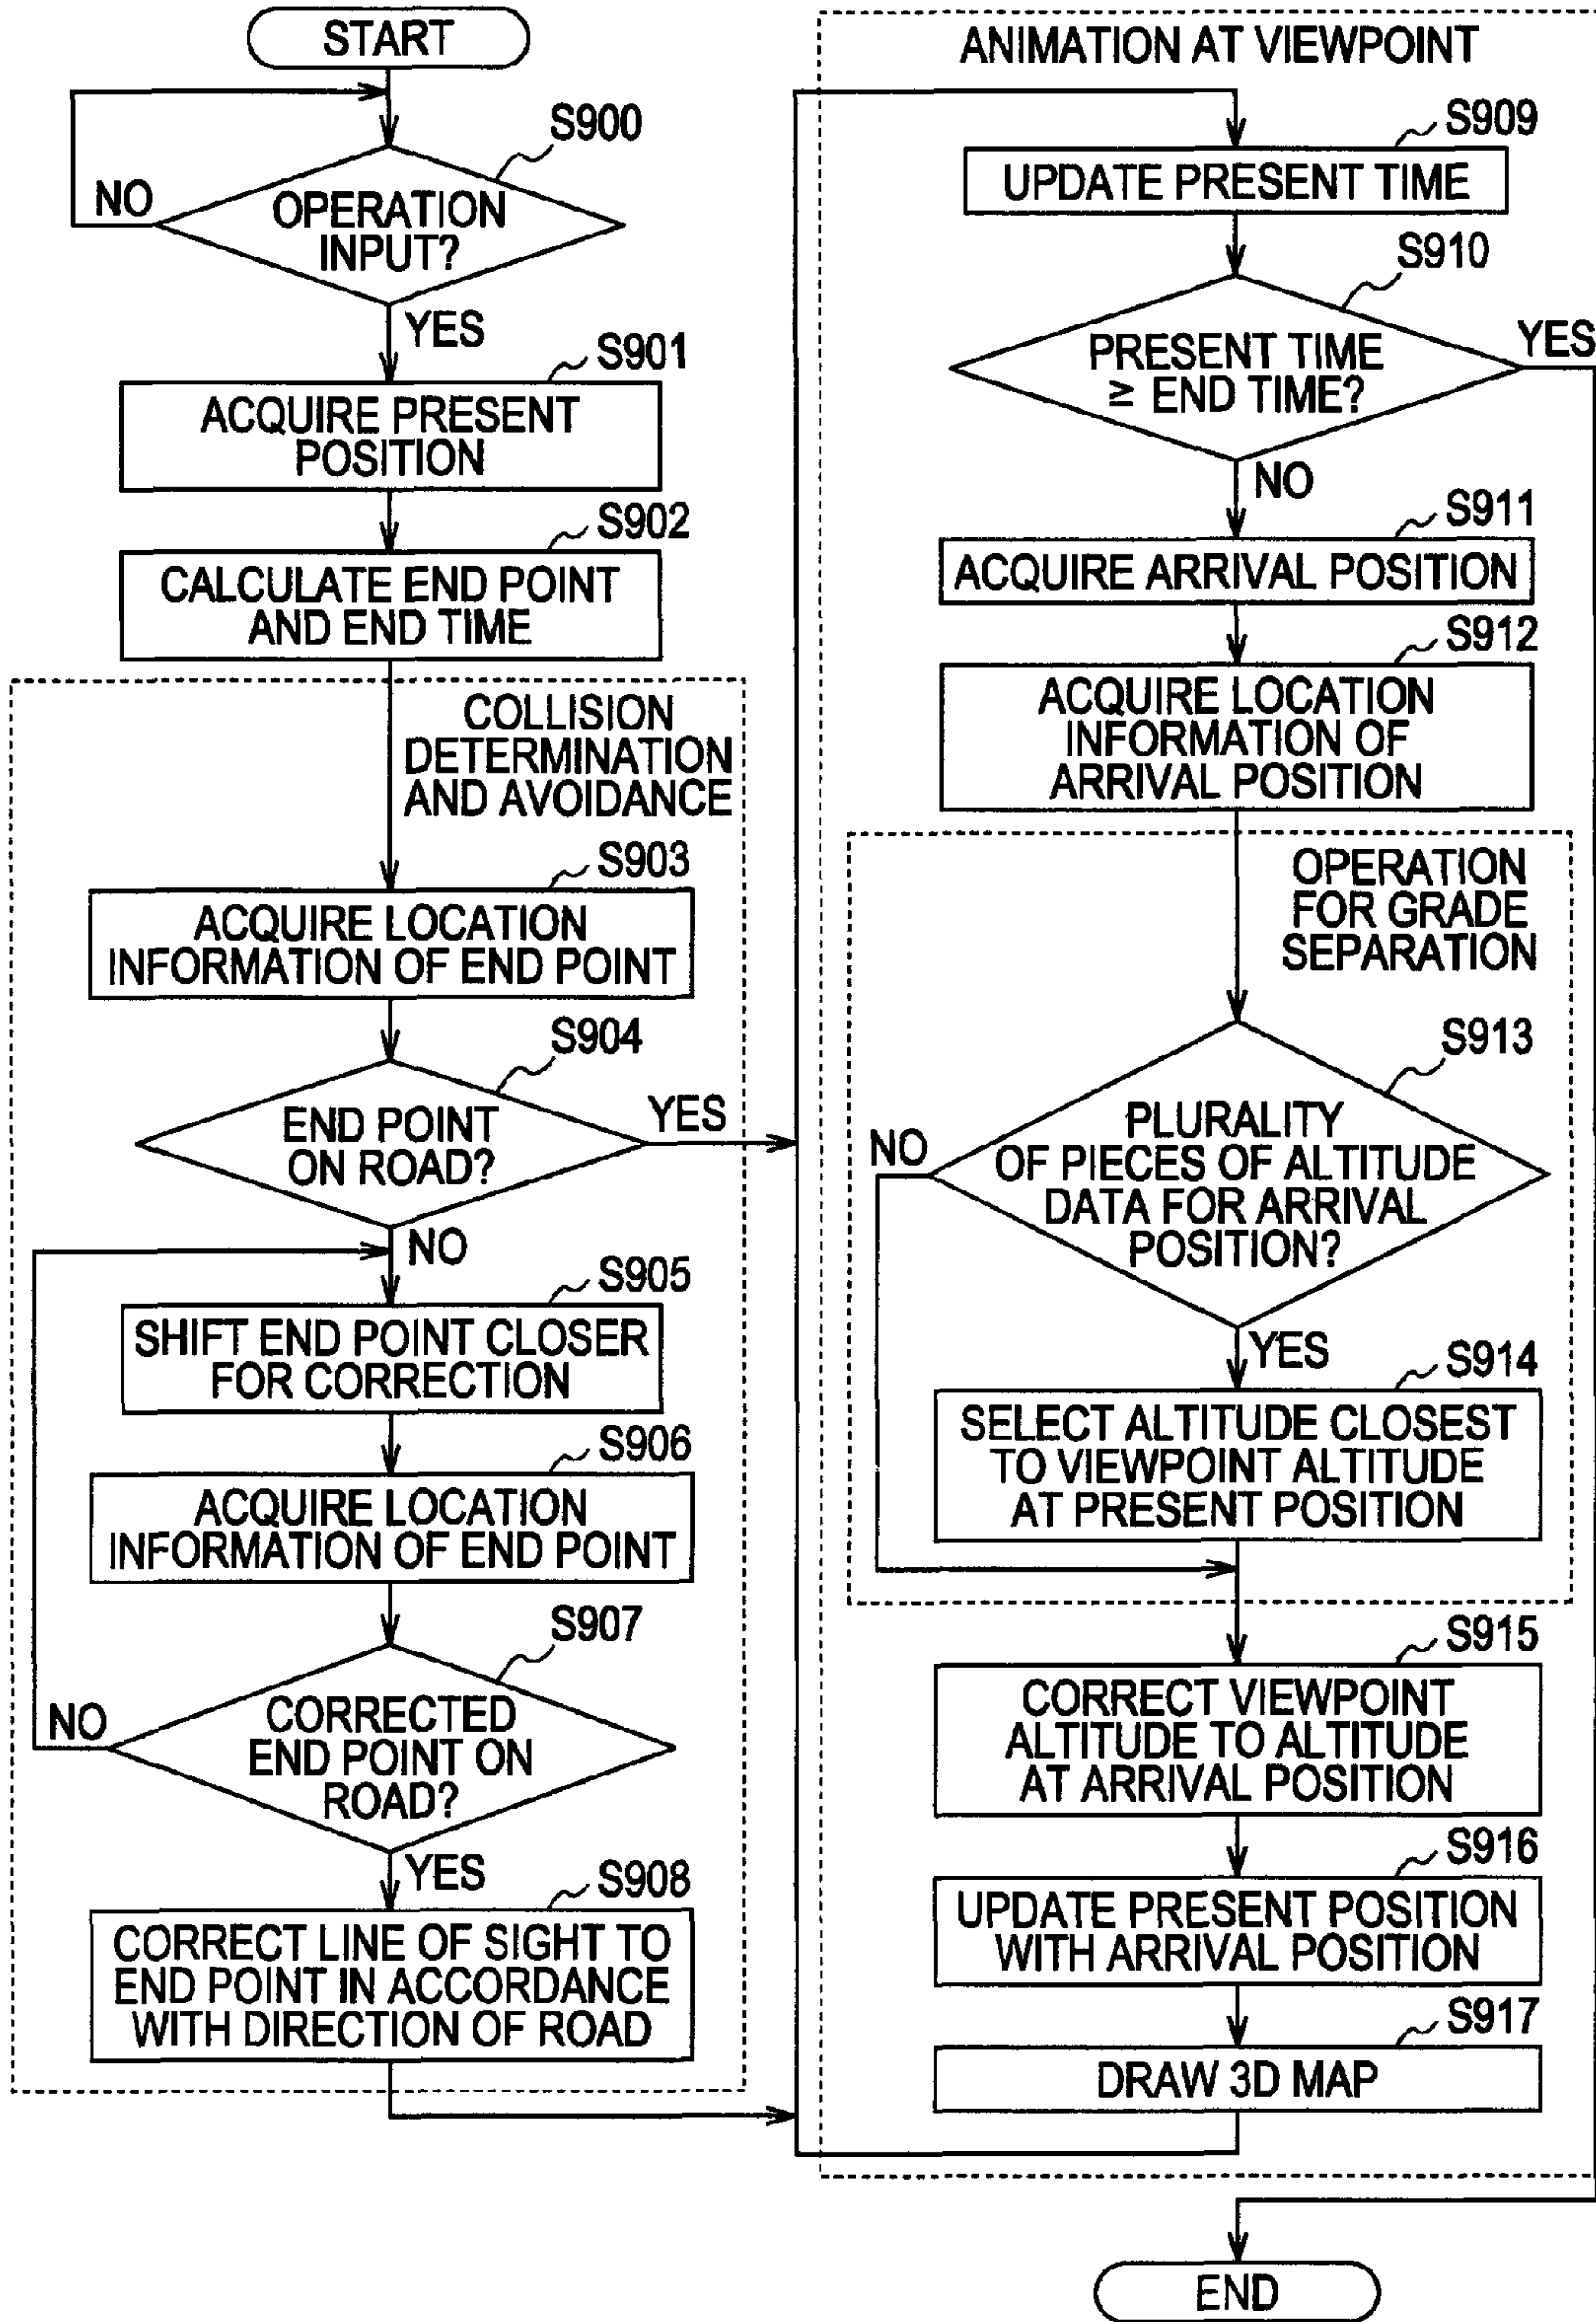 START
S900
NO
OPERATION
INPUT?
YES
S901
ACQUIRE PRESENT
POSITION
S902
CALCULATE END POINT
AND END TIME
COLLISION
DETERMINATION
AND AVOIDANCE
S903
ACQUIRE LOCATION
INFORMATION OF END POINT
S904
END POINT
ON ROAD?
YES
NO
S905
SHIFT END POINT CLOSER
FOR CORRECTION
S906
ACQUIRE LOCATION
INFORMATION OF END POINT
S907
NO
CORRECTED
END POINT ON
ROAD?
YES
S908
CORRECT LINE OF SIGHT TO
END POINT IN ACCORDANCE
WITH DIRECTION OF ROAD
ANIMATION AT VIEWPOINT
S909
UPDATE PRESENT TIME
S910
PRESENT TIME
≥ END TIME?
YES
NO
S911
ACQUIRE ARRIVAL POSITION
S912
ACQUIRE LOCATION
INFORMATION OF
ARRIVAL POSITION
OPERATION
FOR GRADE
SEPARATION
S913
NO
PLURALITY
OF PIECES OF ALTITUDE
DATA FOR ARRIVAL
POSITION?
YES
S914
SELECT ALTITUDE CLOSEST
TO VIEWPOINT ALTITUDE
AT PRESENT POSITION
S915
CORRECT VIEWPOINT
ALTITUDE TO ALTITUDE
AT ARRIVAL POSITION
S916
UPDATE PRESENT POSITION
WITH ARRIVAL POSITION
S917
DRAW 3D MAP
END